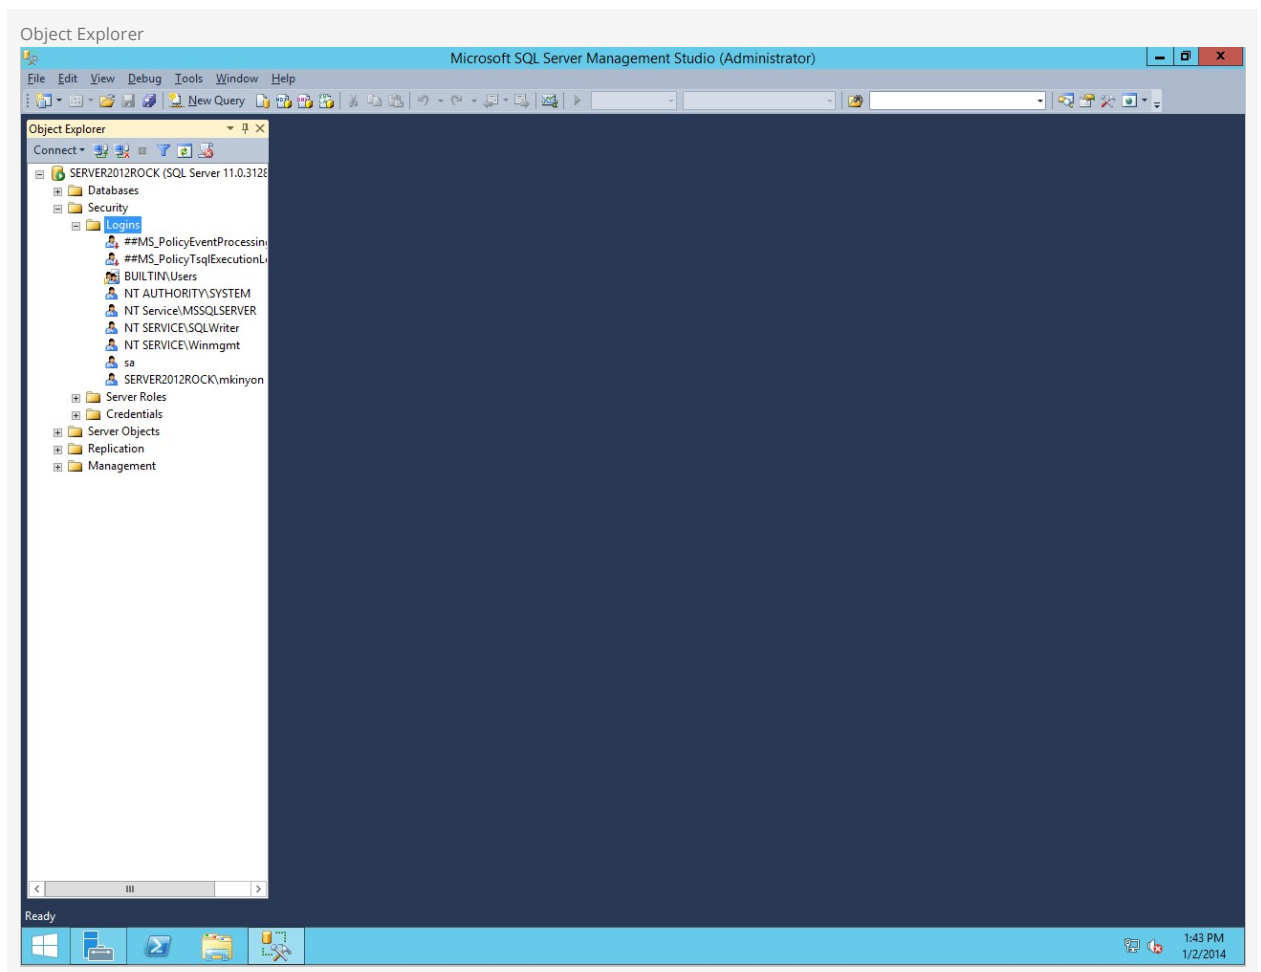 Object Explorer
Microsoft SQL Server Management Studio (Administrator)
File Edit View Debug Tools Window Help
New Query
Object Explorer
Connect
SERVER2012ROCK (SQL Server 11.0.3128
Databases
Security
Logins
##MS_PolicyEventProcessing
##MS_PolicyTsqlExecutionL
BUILTIN\Users
NT AUTHORITY\SYSTEM
NT Service\MSSQLSERVER
NT SERVICE\SQLWriter
NT SERVICE\Winmgmt
sa
SERVER2012ROCK\mkinyon
Server Roles
Credentials
Server Objects
Replication
Management
Ready
1:43 PM
1/2/2014